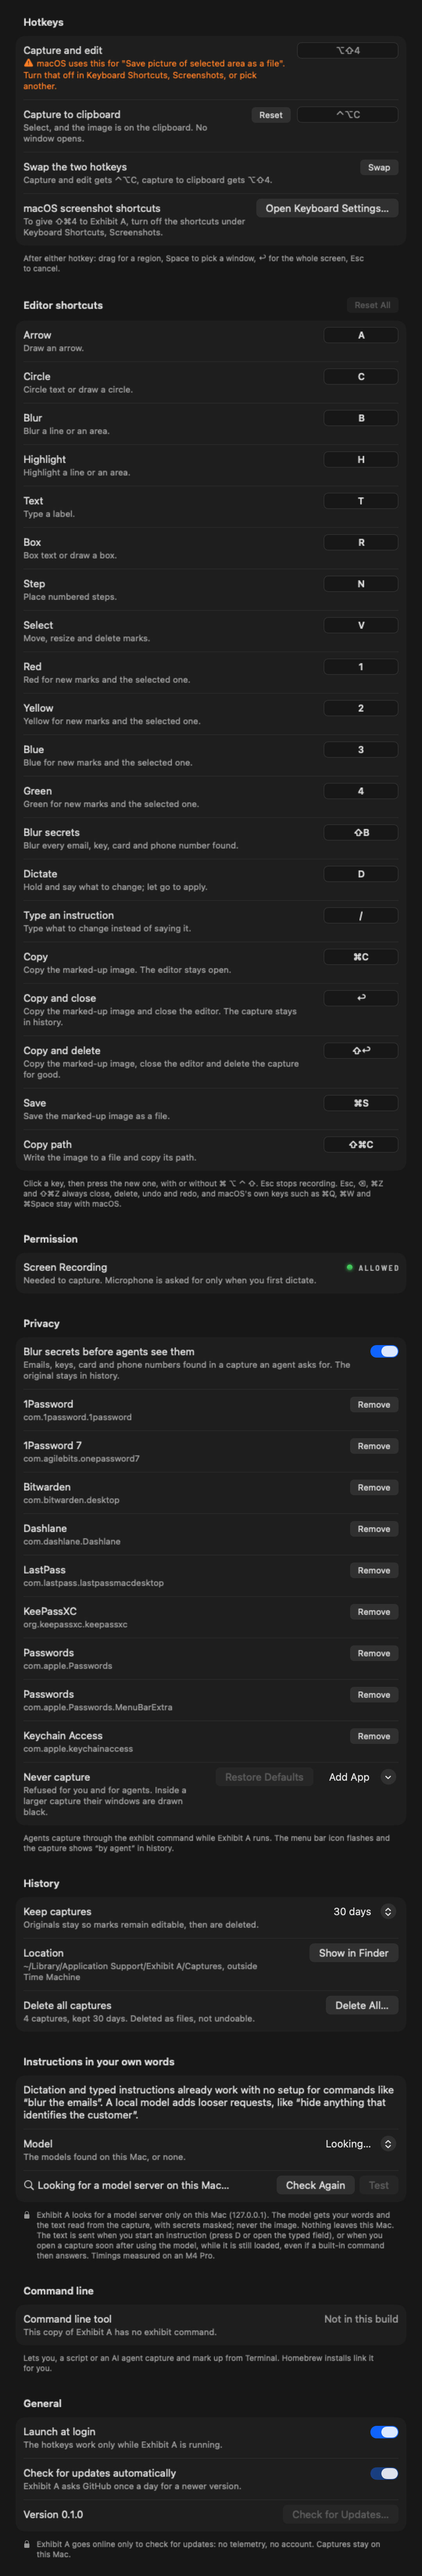 Hotkeys
Capture and edit
⌥⇧4
⚠ macOS uses this for "Save picture of selected area as a file".
Turn that off in Keyboard Shortcuts, Screenshots, or pick
another.
Capture to clipboard
Reset
^⌥C
Select, and the image is on the clipboard. No
window opens.
Swap the two hotkeys
Swap
Capture and edit gets ^⌥C, capture to clipboard gets ⌥⇧4.
macOS screenshot shortcuts
Open Keyboard Settings...
To give ⇧⌘4 to Exhibit A, turn off the shortcuts under
Keyboard Shortcuts, Screenshots.
After either hotkey: drag for a region, Space to pick a window, ↩ for the whole screen, Esc
to cancel.
Editor shortcuts
Reset All
Arrow
A
Draw an arrow.
Circle
C
Circle text or draw a circle.
Blur
B
Blur a line or an area.
Highlight
H
Highlight a line or an area.
Text
T
Type a label.
Box
R
Box text or draw a box.
Step
N
Place numbered steps.
Select
V
Move, resize and delete marks.
Red
1
Red for new marks and the selected one.
Yellow
2
Yellow for new marks and the selected one.
Blue
3
Blue for new marks and the selected one.
Green
4
Green for new marks and the selected one.
Blur secrets
⇧B
Blur every email, key, card and phone number found.
Dictate
D
Hold and say what to change; let go to apply.
Type an instruction
/
Type what to change instead of saying it.
Copy
⌘C
Copy the marked-up image. The editor stays open.
Copy and close
↩
Copy the marked-up image and close the editor. The capture stays
in history.
Copy and delete
⇧↩
Copy the marked-up image, close the editor and delete the capture
for good.
Save
⌘S
Save the marked-up image as a file.
Copy path
⇧⌘C
Write the image to a file and copy its path.
Click a key, then press the new one, with or without ⌘ ⌥ ^ ⇧. Esc stops recording. Esc, ⌫, ⌘Z
and ⇧⌘Z always close, delete, undo and redo, and macOS's own keys such as ⌘Q, ⌘W and
⌘Space stay with macOS.
Permission
Screen Recording
ALLOWED
Needed to capture. Microphone is asked for only when you first dictate.
Privacy
Blur secrets before agents see them
Emails, keys, card and phone numbers found in a capture an agent asks for. The
original stays in history.
1Password
Remove
com.1password.1password
1Password 7
Remove
com.agilebits.onepassword7
Bitwarden
Remove
com.bitwarden.desktop
Dashlane
Remove
com.dashlane.Dashlane
LastPass
Remove
com.lastpass.lastpassmacdesktop
KeePassXC
Remove
org.keepassxc.keepassxc
Passwords
Remove
com.apple.Passwords
Passwords
Remove
com.apple.Passwords.MenuBarExtra
Keychain Access
Remove
com.apple.keychainaccess
Never capture
Restore Defaults
Add App
Refused for you and for agents. Inside a
larger capture their windows are drawn
black.
Agents capture through the exhibit command while Exhibit A runs. The menu bar icon flashes and
the capture shows "by agent" in history.
History
Keep captures
30 days
Originals stay so marks remain editable, then are deleted.
Location
Show in Finder
~/Library/Application Support/Exhibit A/Captures, outside
Time Machine
Delete all captures
Delete All...
4 captures, kept 30 days. Deleted as files, not undoable.
Instructions in your own words
Dictation and typed instructions already work with no setup for commands like
"blur the emails". A local model adds looser requests, like "hide anything that
identifies the customer".
Model
Looking...
The models found on this Mac, or none.
Looking for a model server on this Mac...
Check Again
Test
Exhibit A looks for a model server only on this Mac (127.0.0.1). The model gets your words and
the text read from the capture, with secrets masked; never the image. Nothing leaves this Mac.
The text is sent when you start an instruction (press D or open the typed field), or when you
open a capture soon after using the model, while it is still loaded, even if a built-in command
then answers. Timings measured on an M4 Pro.
Command line
Command line tool
Not in this build
This copy of Exhibit A has no exhibit command.
Lets you, a script or an AI agent capture and mark up from Terminal. Homebrew installs link it
for you.
General
Launch at login
The hotkeys work only while Exhibit A is running.
Check for updates automatically
Exhibit A asks GitHub once a day for a newer version.
Version 0.1.0
Check for Updates...
Exhibit A goes online only to check for updates: no telemetry, no account. Captures stay on
this Mac.